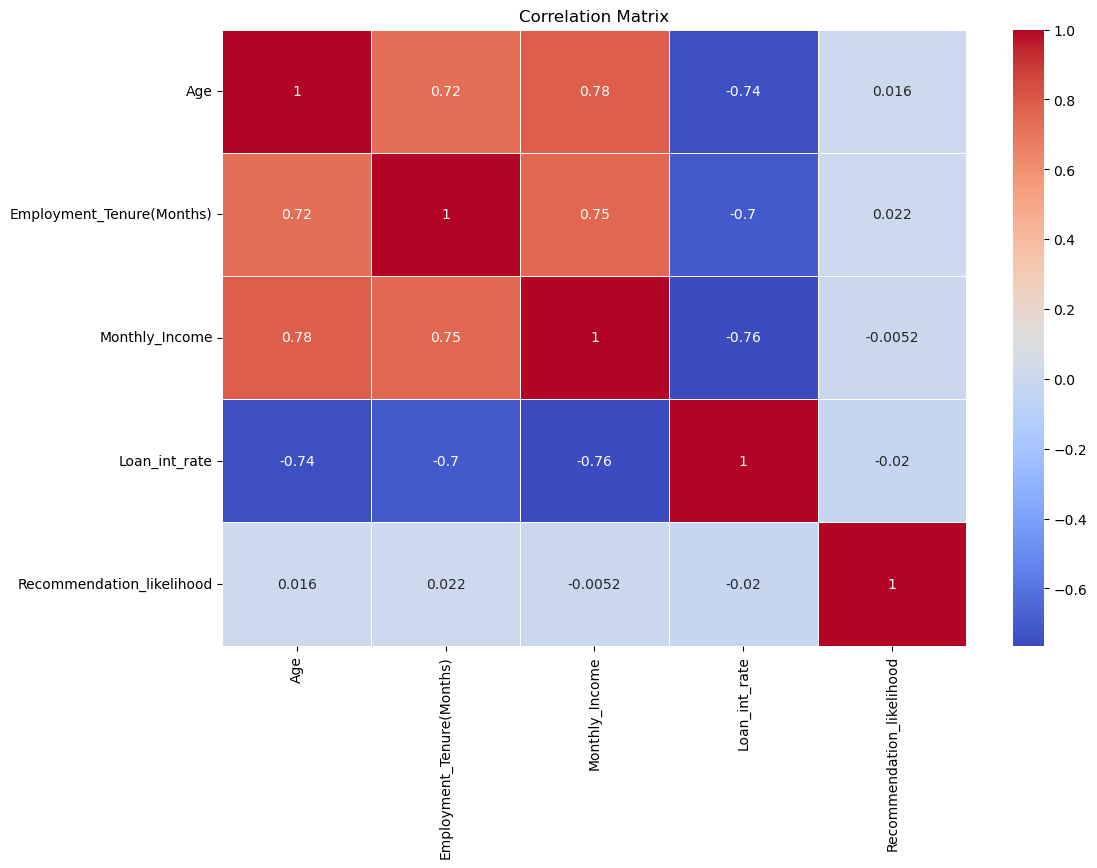 Correlation Matrix
Age 1 0.72 0.78 -0.74 0.016
Employment_Tenure(Months) 0.72 1 0.75 -0.7 0.022
Monthly_Income 0.78 0.75 1 -0.76 -0.0052
Loan_int_rate -0.74 -0.7 -0.76 1 -0.02
Recommendation_likelihood 0.016 0.022 -0.0052 -0.02 1
Age
Employment_Tenure(Months)
Monthly_Income
Loan_int_rate
Recommendation_likelihood
1.0
0.8
0.6
0.4
0.2
0.0
−0.2
−0.4
−0.6